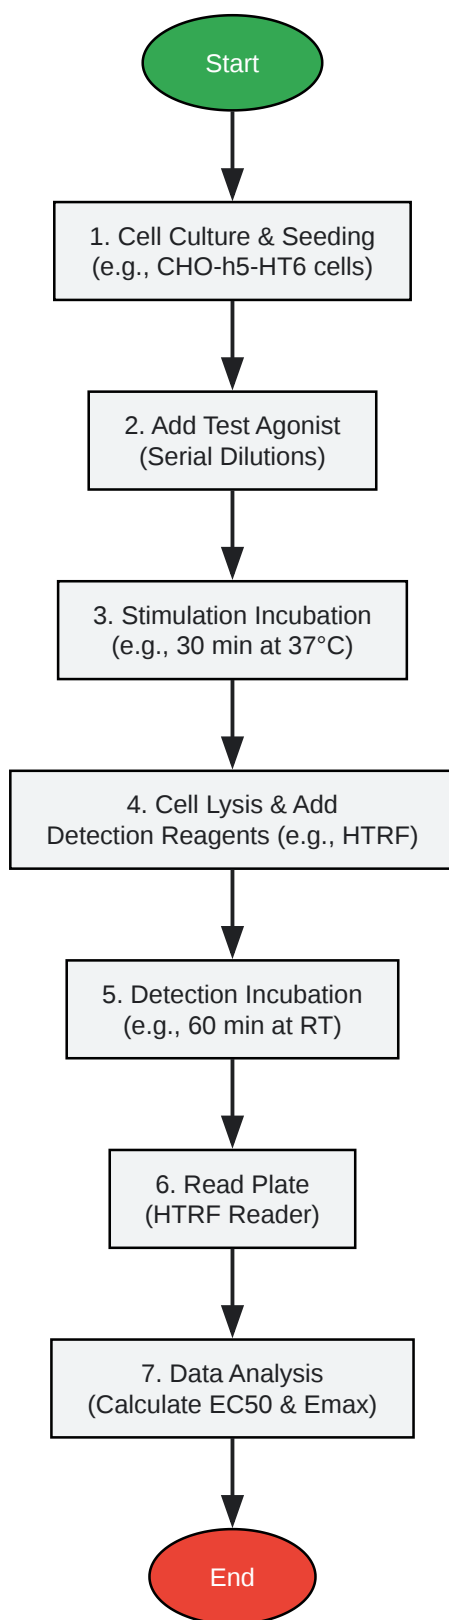 Start
1. Cell Culture & Seeding
(e.g., CHO-h5-HT6 cells)
2. Add Test Agonist
(Serial Dilutions)
3. Stimulation Incubation
(e.g., 30 min at 37°C)
4. Cell Lysis & Add
Detection Reagents (e.g., HTRF)
5. Detection Incubation
(e.g., 60 min at RT)
6. Read Plate
(HTRF Reader)
7. Data Analysis
(Calculate EC50 & Emax)
End